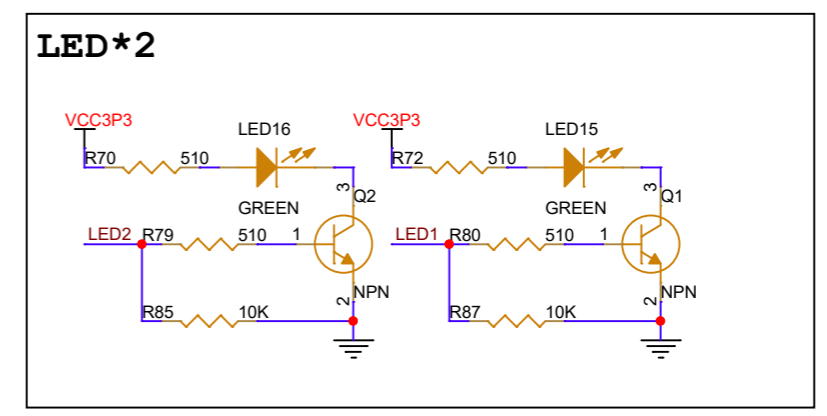 LED*2
VCC3P3
LED16
R70
510
GREEN
3
Q2
LED2
R79
510
1
R85
10K
2
NPN
VCC3P3
LED15
R72
510
GREEN
3
Q1
LED1
R80
510
1
R87
10K
2
NPN